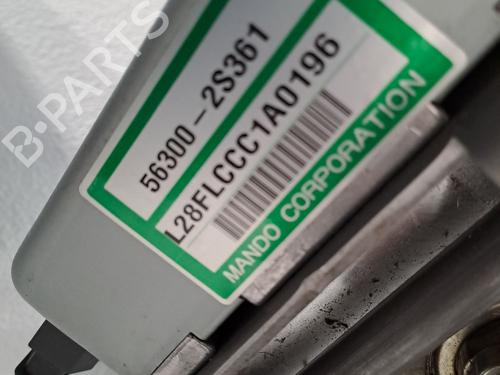 B-PARTS
56300-2S361
L28FLCCC1A0196
MANDO CORPORATION